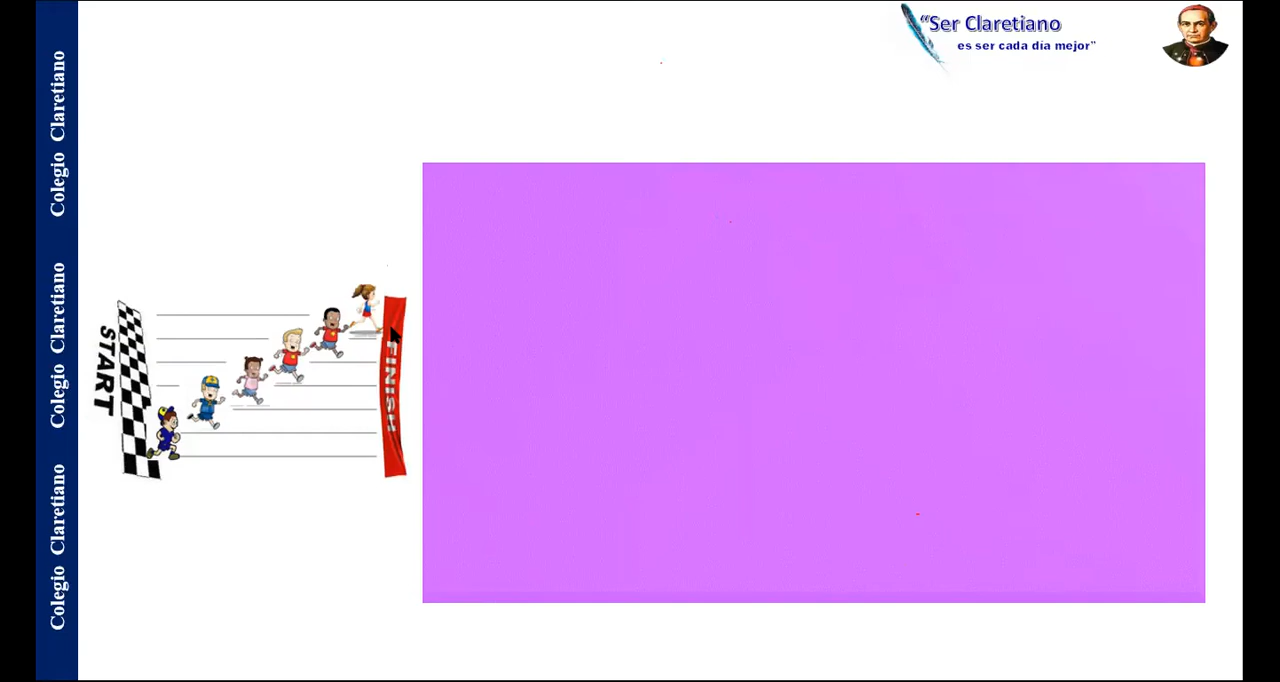 "Ser Claretiano
es ser cada día mejor"
Colegio Claretiano
Colegio Claretiano
Colegio Claretiano
START
FINISH